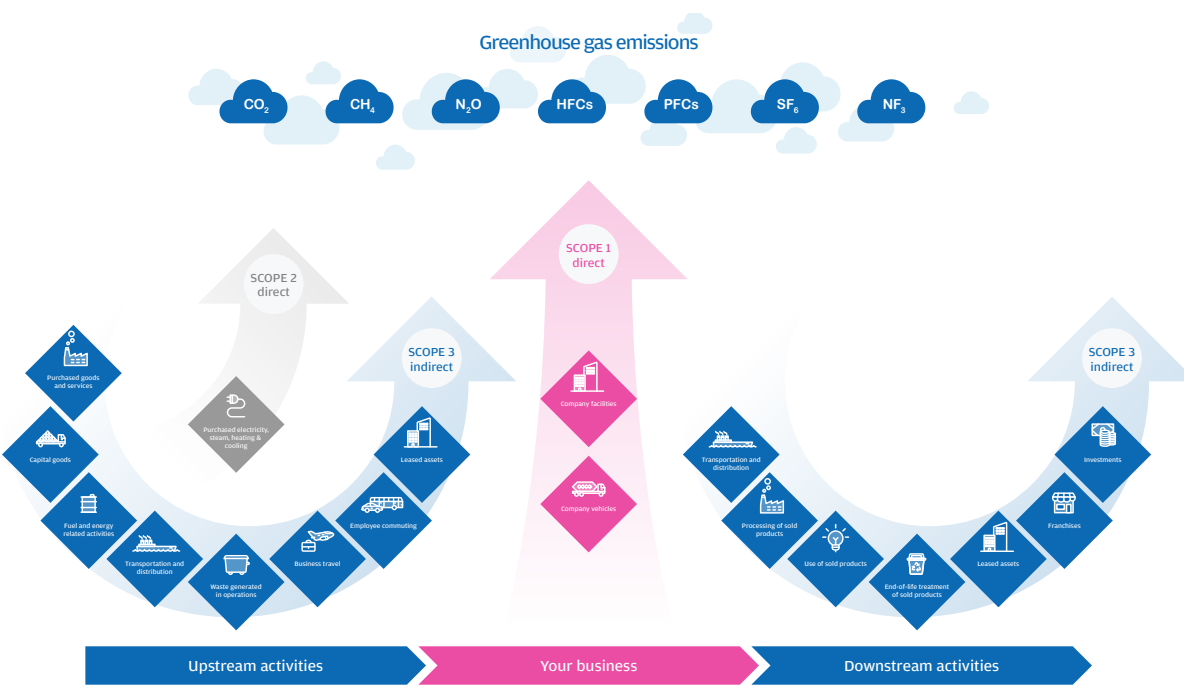 Greenhouse gas emissions
CO₂
CH₄
N₂O
HFCs
PFCs
SF₆
NF₃
SCOPE 2
direct
Purchased electricity,
steam, heating &
cooling
SCOPE 3
indirect
Purchased goods
and services
Capital goods
Fuel and energy
related activities
Transportation and
distribution
Waste generated
in operations
Business travel
Employee commuting
Leased assets
SCOPE 1
direct
Company facilities
Company vehicles
SCOPE 3
indirect
Transportation and
distribution
Processing of sold
products
Use of sold products
End-of-life treatment
of sold products
Leased assets
Franchises
Investments
Upstream activities
Your business
Downstream activities